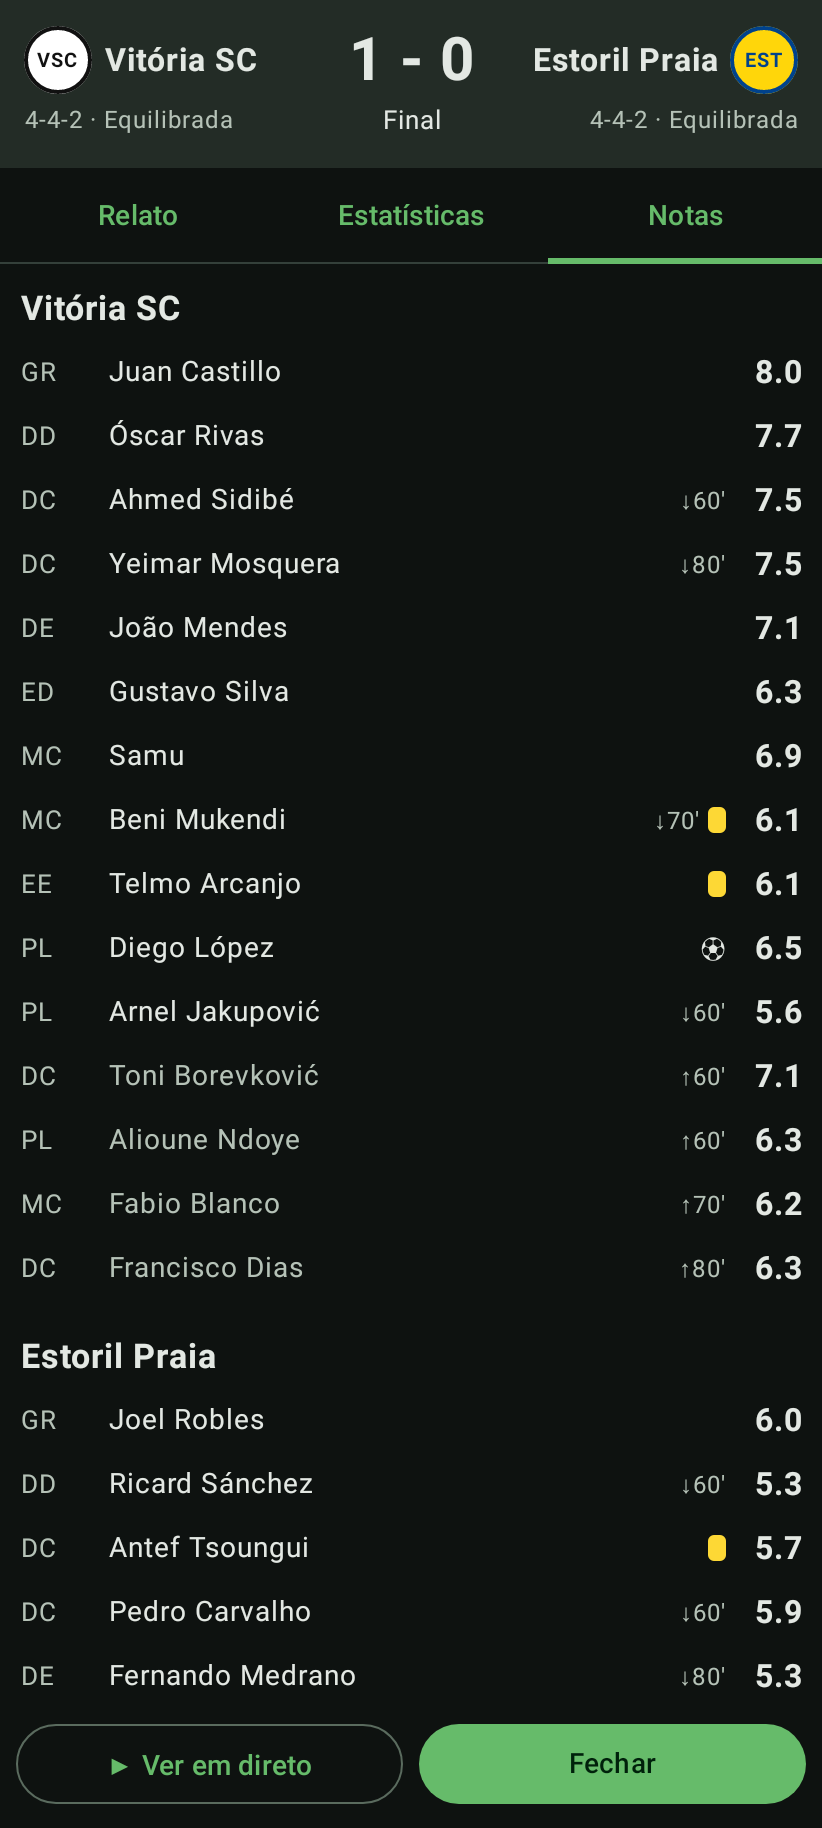 VSC Vitória SC 1 - 0 Estoril Praia EST
4-4-2 · Equilibrada Final 4-4-2 · Equilibrada
Relato Estatísticas Notas
Vitória SC
GR Juan Castillo 8.0
DD Óscar Rivas 7.7
DC Ahmed Sidibé ↓60' 7.5
DC Yeimar Mosquera ↓80' 7.5
DE João Mendes 7.1
ED Gustavo Silva 6.3
MC Samu 6.9
MC Beni Mukendi ↓70' 6.1
EE Telmo Arcanjo 6.1
PL Diego López 6.5
PL Arnel Jakupović ↓60' 5.6
DC Toni Borevković ↑60' 7.1
PL Alioune Ndoye ↑60' 6.3
MC Fabio Blanco ↑70' 6.2
DC Francisco Dias ↑80' 6.3
Estoril Praia
GR Joel Robles 6.0
DD Ricard Sánchez ↓60' 5.3
DC Antef Tsoungui 5.7
DC Pedro Carvalho ↓60' 5.9
DE Fernando Medrano ↓80' 5.3
► Ver em direto Fechar